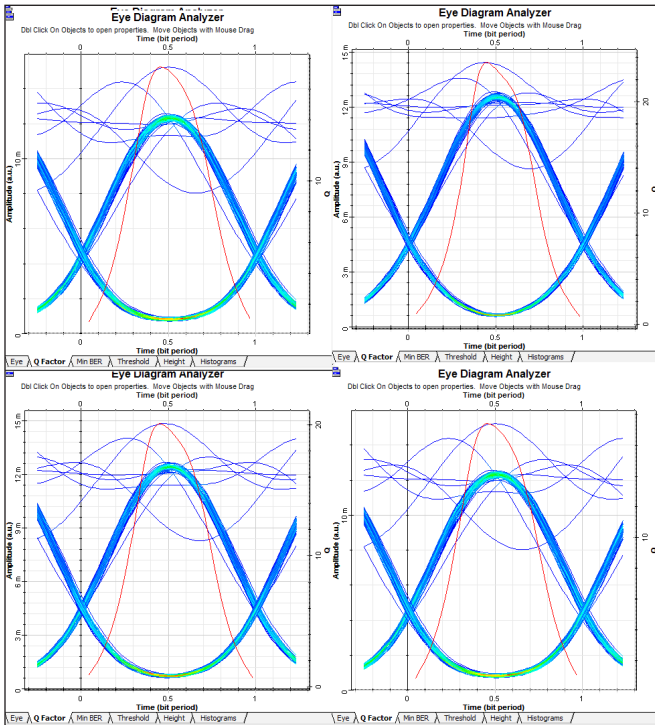 Eye Diagram Analyzer
Dbl Click On Objects to open properties. Move Objects with Mouse Drag
Time (bit period)
0 0.5 1
Amplitude (a.u.)
10 m
0
Q
10
0 0.5 1
Time (bit period)
Eye Q Factor Min BER Threshold Height Histograms
Eye Diagram Analyzer
Dbl Click On Objects to open properties. Move Objects with Mouse Drag
Time (bit period)
0 0.5 1
Amplitude (a.u.)
15 m
12 m
9 m
6 m
3 m
0
Q
20
10
0
0 0.5 1
Time (bit period)
Eye Q Factor Min BER Threshold Height Histograms
Eye Diagram Analyzer
Dbl Click On Objects to open properties. Move Objects with Mouse Drag
Time (bit period)
0 0.5 1
Amplitude (a.u.)
15 m
12 m
9 m
6 m
3 m
0
Q
20
10
0
0 0.5 1
Time (bit period)
Eye Q Factor Min BER Threshold Height Histograms
Eye Diagram Analyzer
Dbl Click On Objects to open properties. Move Objects with Mouse Drag
Time (bit period)
0 0.5 1
Amplitude (a.u.)
10 m
0
Q
10
0 0.5 1
Time (bit period)
Eye Q Factor Min BER Threshold Height Histograms